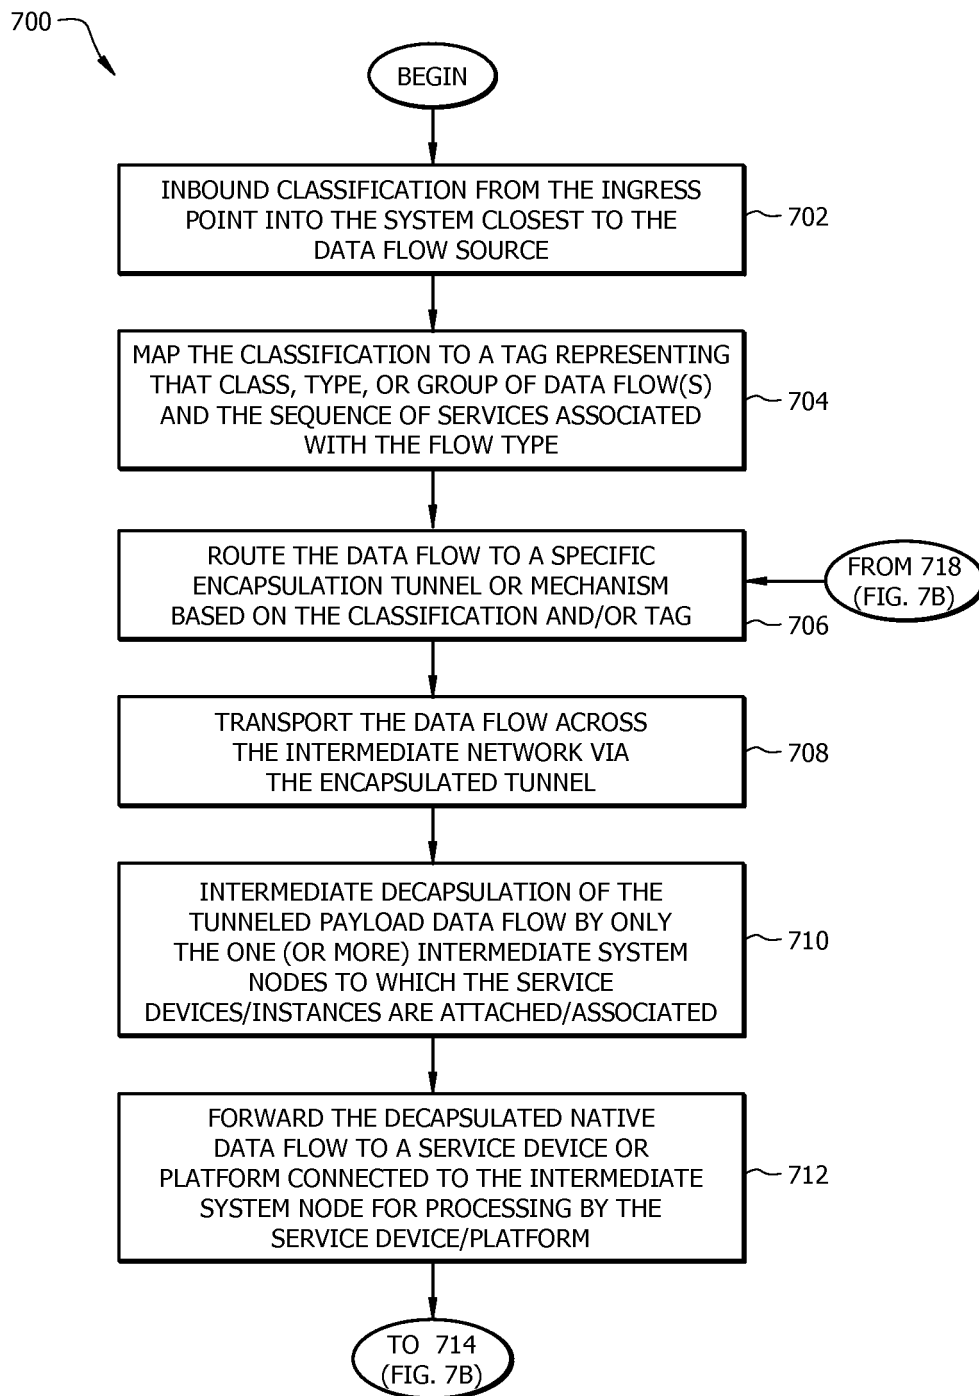 700
BEGIN
INBOUND CLASSIFICATION FROM THE INGRESS
POINT INTO THE SYSTEM CLOSEST TO THE
DATA FLOW SOURCE
702
MAP THE CLASSIFICATION TO A TAG REPRESENTING
THAT CLASS, TYPE, OR GROUP OF DATA FLOW(S)
AND THE SEQUENCE OF SERVICES ASSOCIATED
WITH THE FLOW TYPE
704
ROUTE THE DATA FLOW TO A SPECIFIC
ENCAPSULATION TUNNEL OR MECHANISM
BASED ON THE CLASSIFICATION AND/OR TAG
706
FROM 718
(FIG. 7B)
TRANSPORT THE DATA FLOW ACROSS
THE INTERMEDIATE NETWORK VIA
THE ENCAPSULATED TUNNEL
708
INTERMEDIATE DECAPSULATION OF THE
TUNNELED PAYLOAD DATA FLOW BY ONLY
THE ONE (OR MORE) INTERMEDIATE SYSTEM
NODES TO WHICH THE SERVICE
DEVICES/INSTANCES ARE ATTACHED/ASSOCIATED
710
FORWARD THE DECAPSULATED NATIVE
DATA FLOW TO A SERVICE DEVICE OR
PLATFORM CONNECTED TO THE INTERMEDIATE
SYSTEM NODE FOR PROCESSING BY THE
SERVICE DEVICE/PLATFORM
712
TO 714
(FIG. 7B)